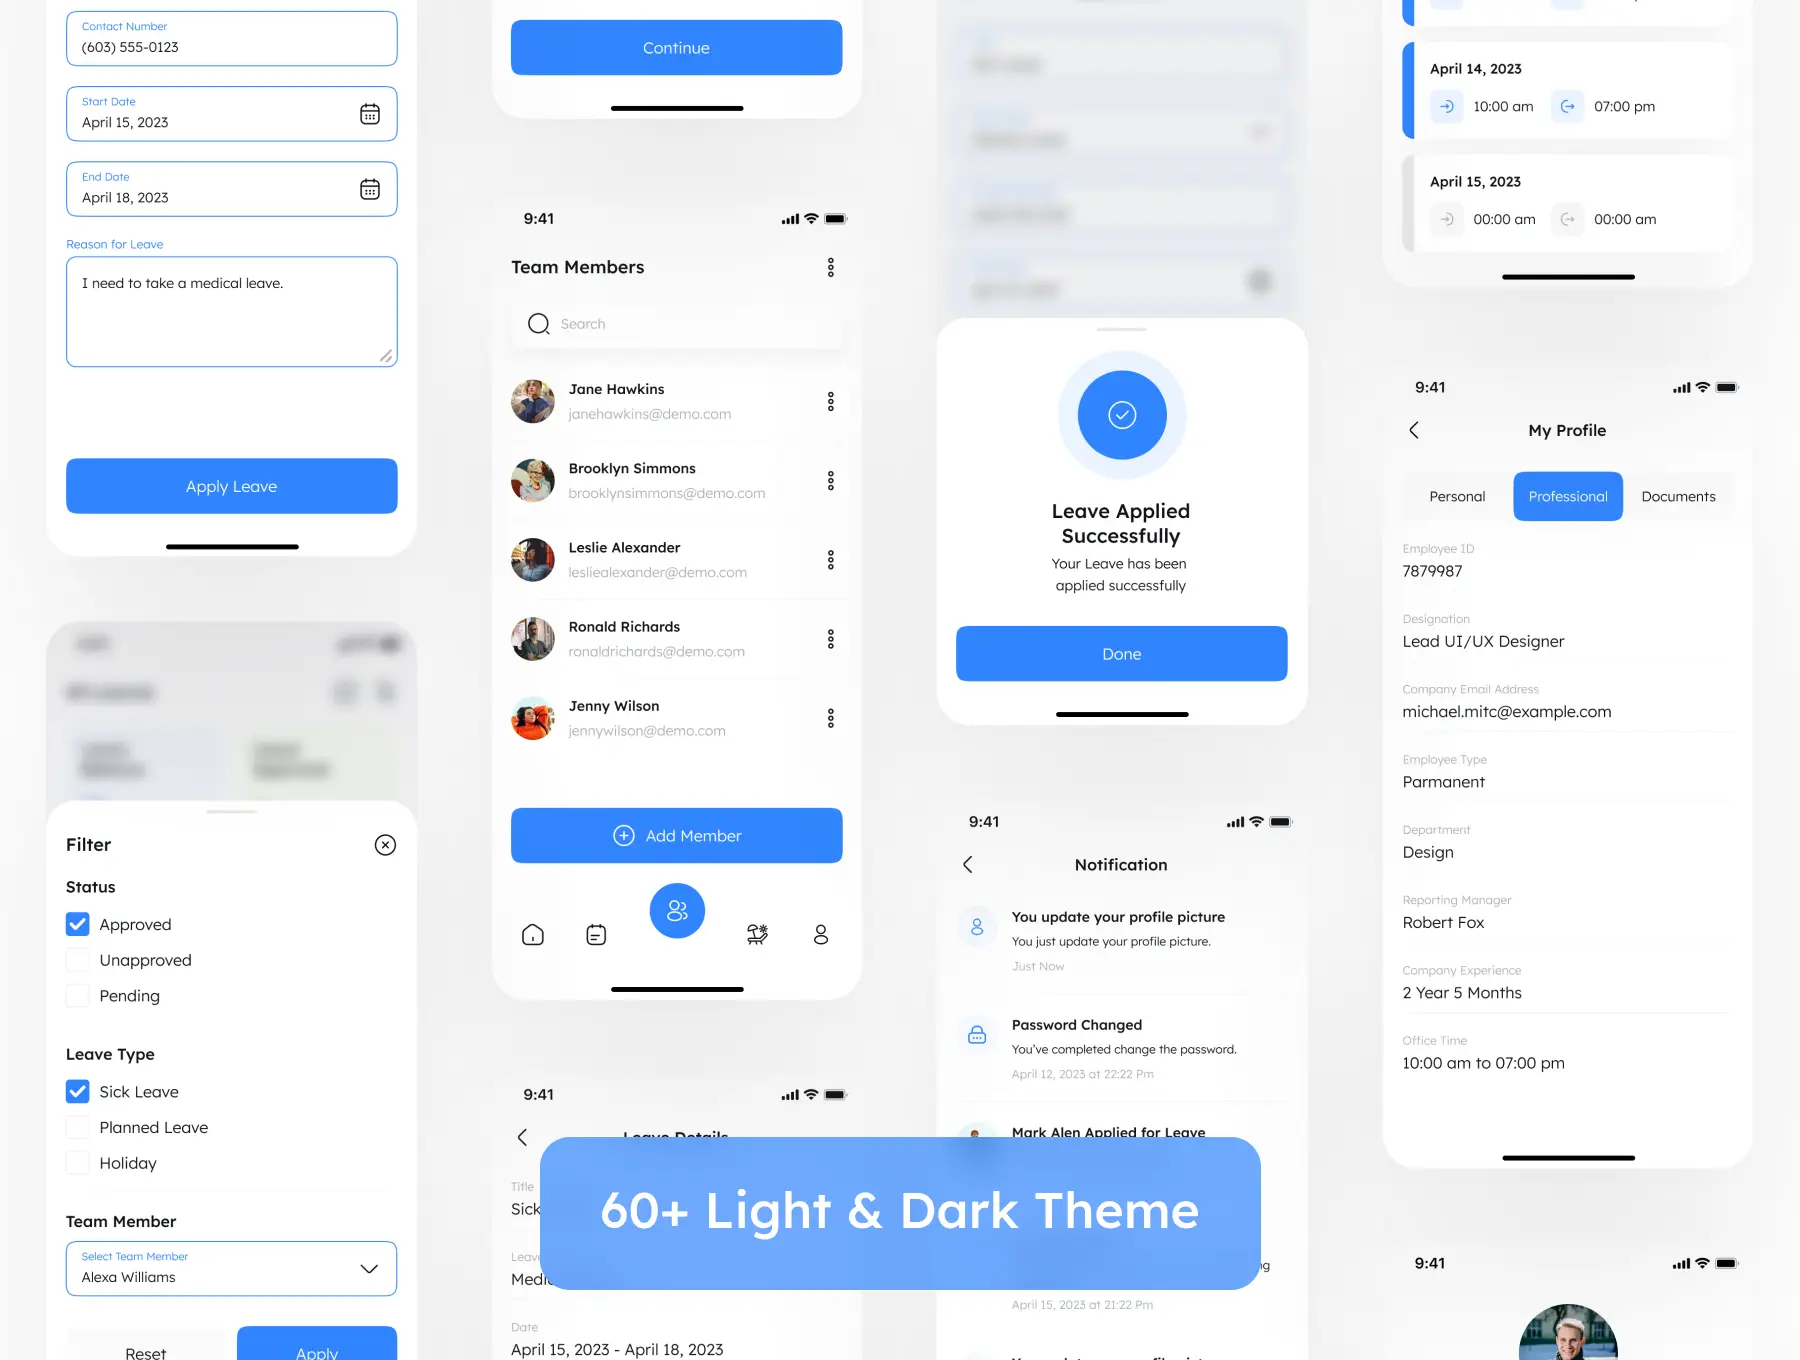 Contact Number
(603) 555-0123
Start Date
April 15, 2023
End Date
April 18, 2023
Reason for Leave
I need to take a medical leave.
Apply Leave
Filter
Status
Approved
Unapproved
Pending
Leave Type
Sick Leave
Planned Leave
Holiday
Team Member
Select Team Member
Alexa Williams
Reset
Apply
Continue
9:41
Team Members
Search
Jane Hawkins
janehawkins@demo.com
Brooklyn Simmons
brooklynsimmons@demo.com
Leslie Alexander
lesliealexander@demo.com
Ronald Richards
ronaldrichards@demo.com
Jenny Wilson
jennywilson@demo.com
Add Member
9:41
Leave Details
Title
Sick
Date
April 15, 2023 - April 18, 2023
60+ Light & Dark Theme
Leave Applied
Successfully
Your Leave has been
applied successfully
Done
9:41
Notification
You update your profile picture
You just update your profile picture.
Just Now
Password Changed
You've completed change the password.
April 12, 2023 at 22:22 Pm
Mark Alen Applied for Leave
April 15, 2023 at 21:22 Pm
April 14, 2023
10:00 am
07:00 pm
April 15, 2023
00:00 am
00:00 am
9:41
My Profile
Personal
Professional
Documents
Employee ID
7879987
Designation
Lead UI/UX Designer
Company Email Address
michael.mitc@example.com
Employee Type
Parmanent
Department
Design
Reporting Manager
Robert Fox
Company Experience
2 Year 5 Months
Office Time
10:00 am to 07:00 pm
9:41